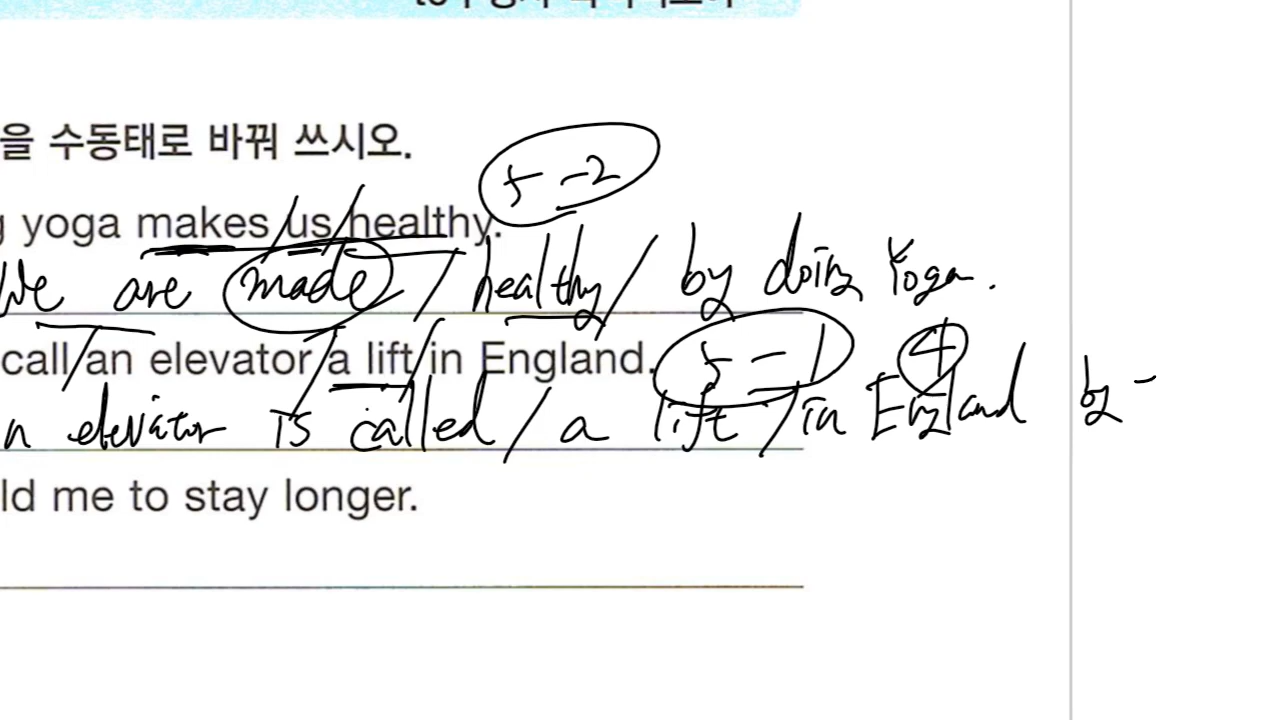 을 수동태로 바꿔 쓰시오.
5-2
yoga makes us healthy.
We are made / healthy / by doing Yoga.
call an elevator a lift in England.
5-1
4
n elevator is called / a lift / in England by -
ld me to stay longer.